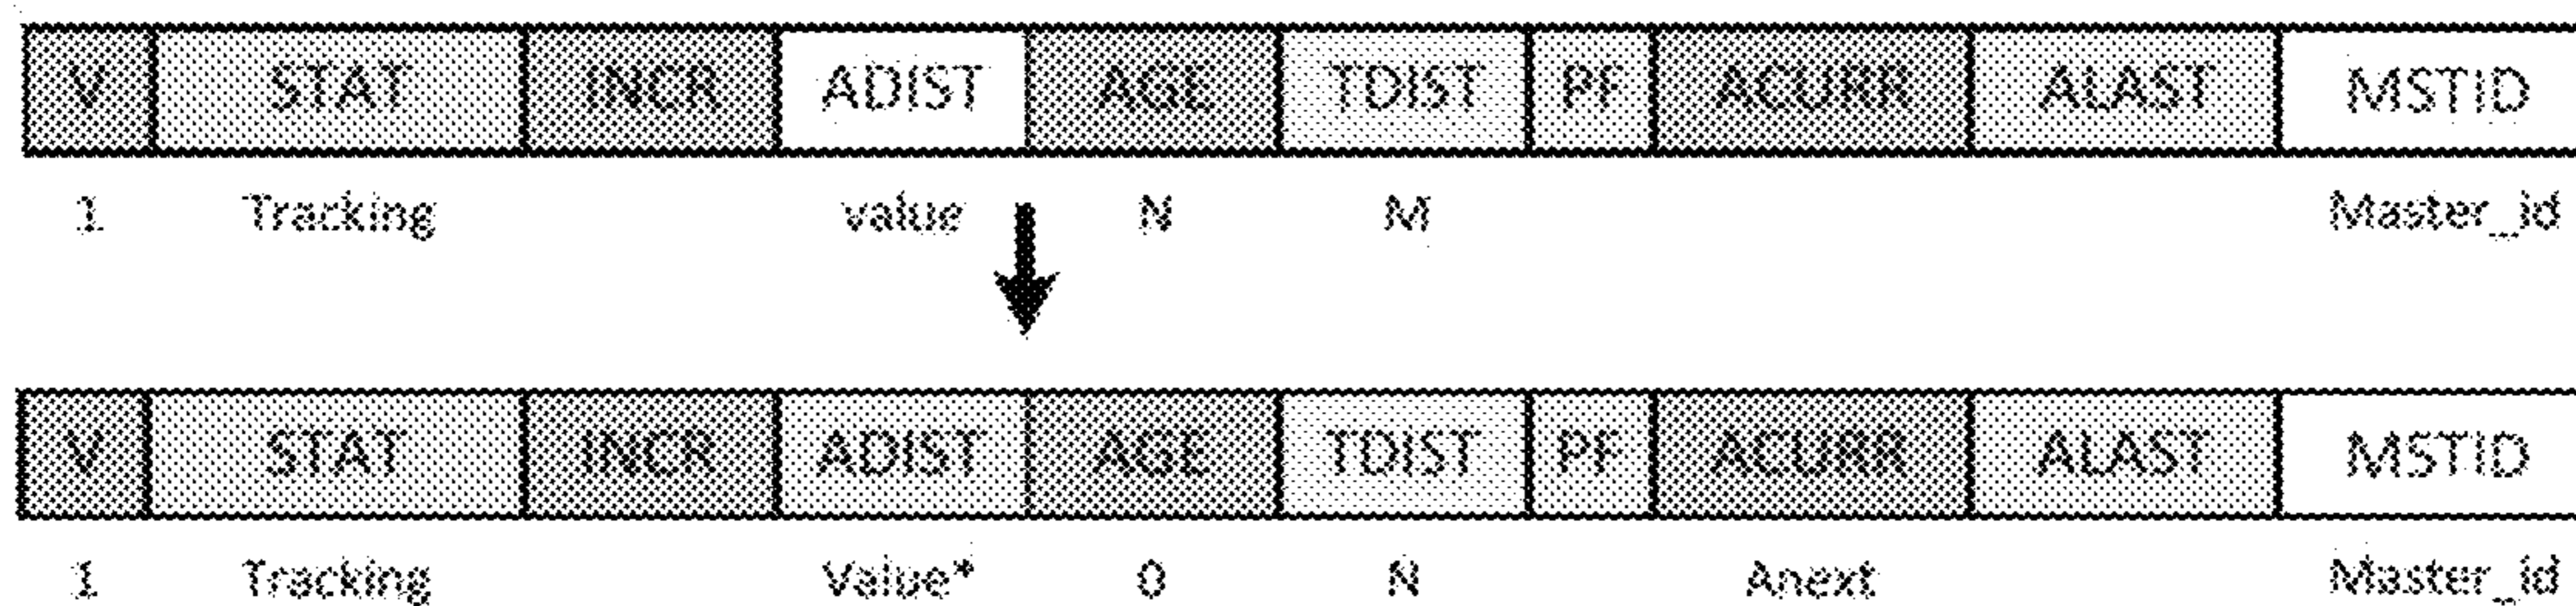 V STAT INCR ADIST AGE TDIST PF ACURR ALAST MSTID
1 Tracking value N M Master_id
V STAT INCR ADIST AGE TDIST PF ACURR ALAST MSTID
1 Tracking Value* 0 N Anext Master_id